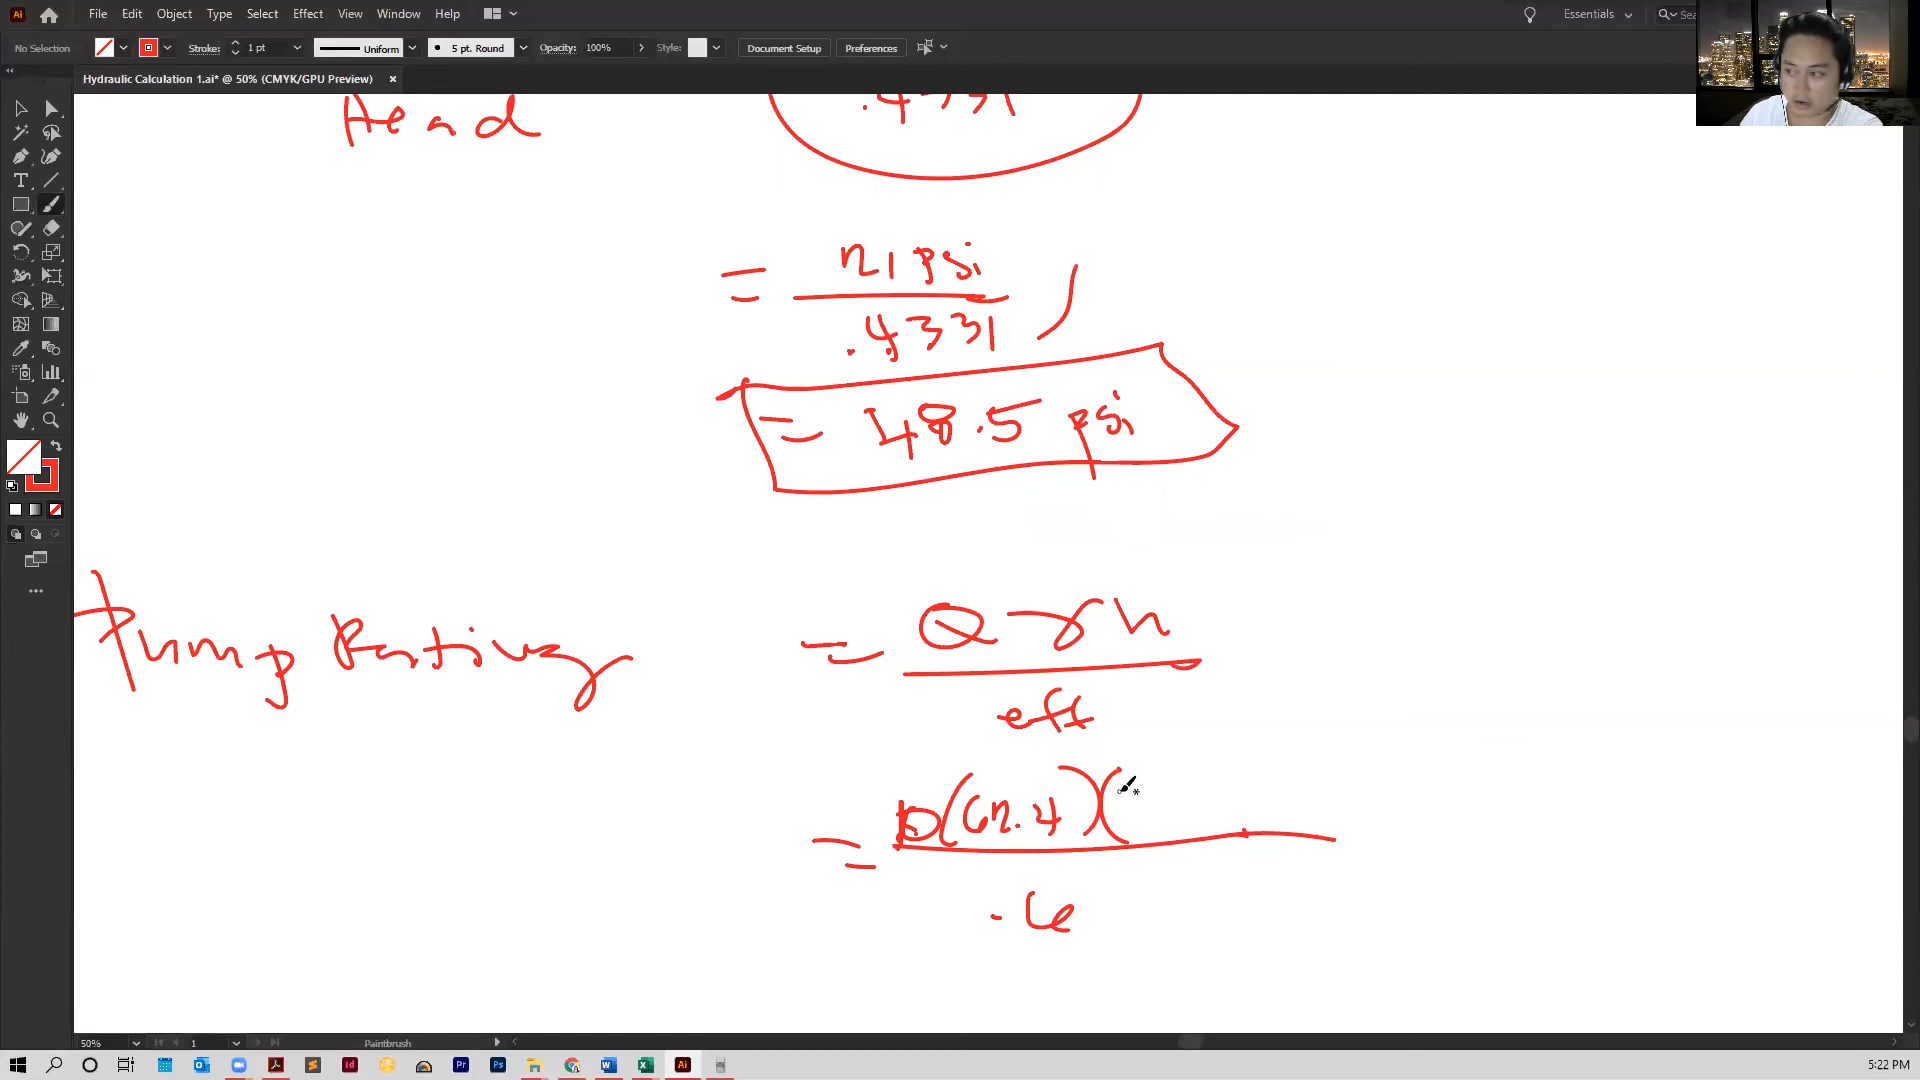 File Edit Object Type Select Effect View Window Help Essentials
No Selection Stroke: 1 pt Uniform 5 pt. Round Opacity: 100% Style: Document Setup Preferences
Hydraulic Calculation 1.ai* @ 50% (CMYK/GPU Preview) ×
Head
.4331
= 21 psi
.4331
= 48.5 psi
Pump Rating
= Qγh
eff
(62.4)(
=
.6
50% 1 Paintbrush
5:22 PM